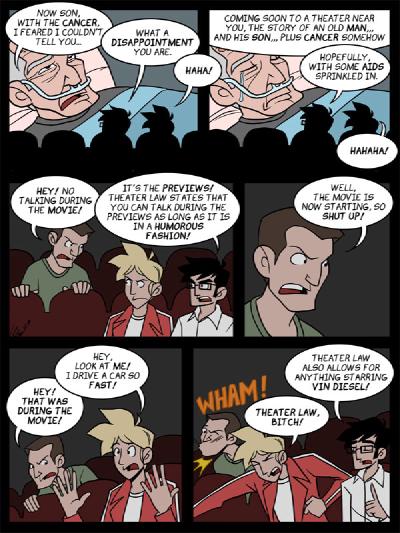 NOW SON,
WITH THE CANCER,
I FEARED I COULDN'T
TELL YOU...
WHAT A
DISAPPOINTMENT
YOU ARE.
HAHA!
COMING SOON TO A THEATER NEAR
YOU, THE STORY OF AN OLD MAN,,,
AND HIS SON,,, PLUS CANCER SOMEHOW
HOPEFULLY,
WITH SOME AIDS
SPRINKLED IN.
HAHAHA!
HEY! NO
TALKING DURING
THE MOVIE!
IT'S THE PREVIEWS!
THEATER LAW STATES THAT
YOU CAN TALK DURING THE
PREVIEWS AS LONG AS IT IS
IN A HUMOROUS
FASHION!
WELL,
THE MOVIE IS
NOW STARTING, SO
SHUT UP!
HEY!
THAT WAS
DURING THE
MOVIE!
HEY,
LOOK AT ME!
I DRIVE A CAR SO
FAST!
WHAM!
THEATER LAW,
BITCH!
THEATER LAW
ALSO ALLOWS FOR
ANYTHING STARRING
VIN DIESEL!